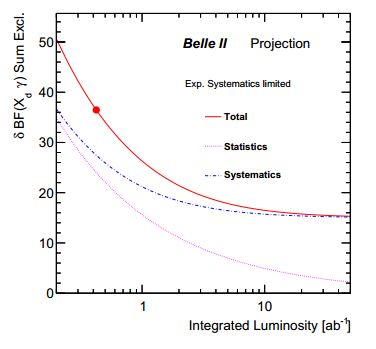 δ BF(X_d γ) Sum Excl.
Belle II Projection
Exp. Systematics limited
Total
Statistics
Systematics
50
40
30
20
10
0
1 10
Integrated Luminosity [ab⁻¹]